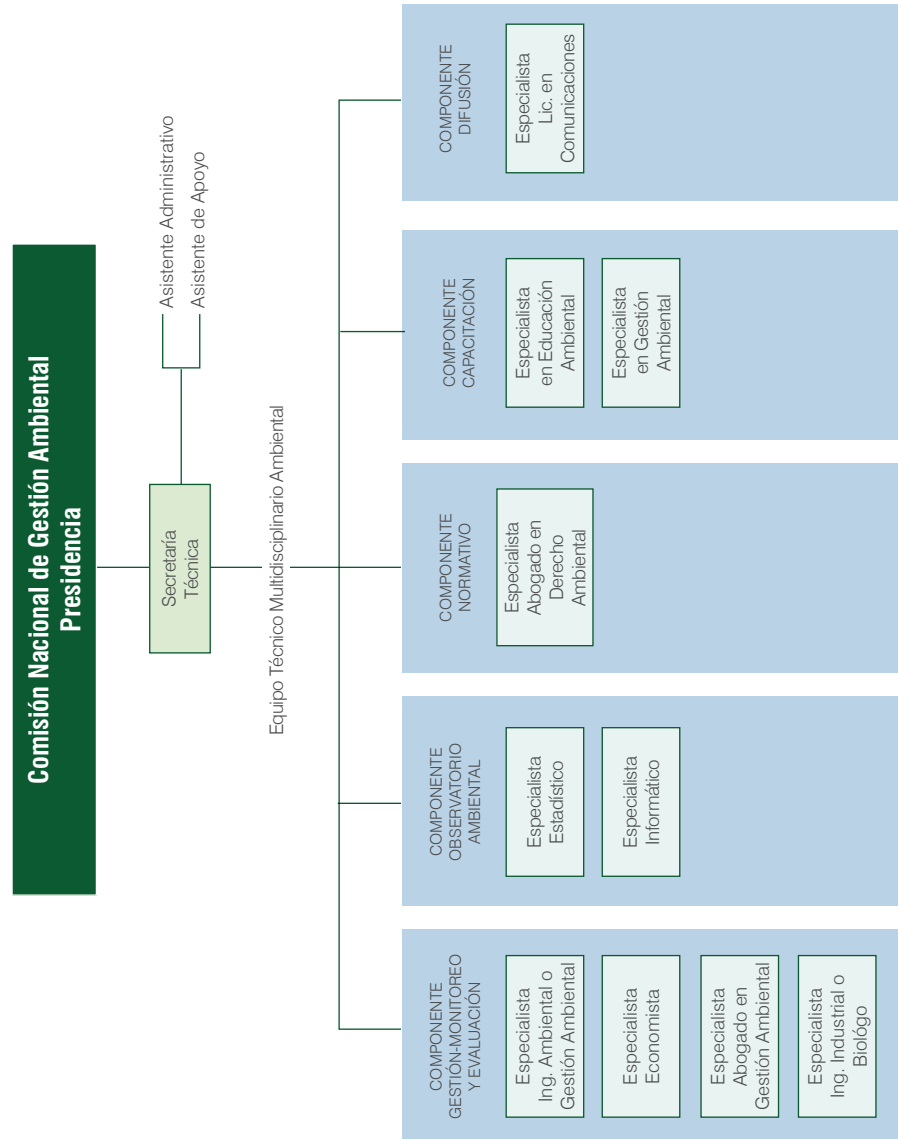 Comisión Nacional de Gestión Ambiental
Presidencia
Secretaría
Técnica
Asistente Administrativo
Asistente de Apoyo
Equipo Técnico Multidisciplinario Ambiental
COMPONENTE
GESTIÓN-MONITOREO
Y EVALUACIÓN
Especialista
Ing. Ambiental o
Gestión Ambiental
Especialista
Economista
Especialista
Abogado en
Gestión Ambiental
Especialista
Ing. Industrial o
Biológo
COMPONENTE
OBSERVATORIO
AMBIENTAL
Especialista
Estadístico
Especialista
Informático
COMPONENTE
NORMATIVO
Especialista
Abogado en
Derecho
Ambiental
COMPONENTE
CAPACITACIÓN
Especialista
en Educación
Ambiental
Especialista
en Gestión
Ambiental
COMPONENTE
DIFUSIÓN
Especialista
Lic. en
Comunicaciones